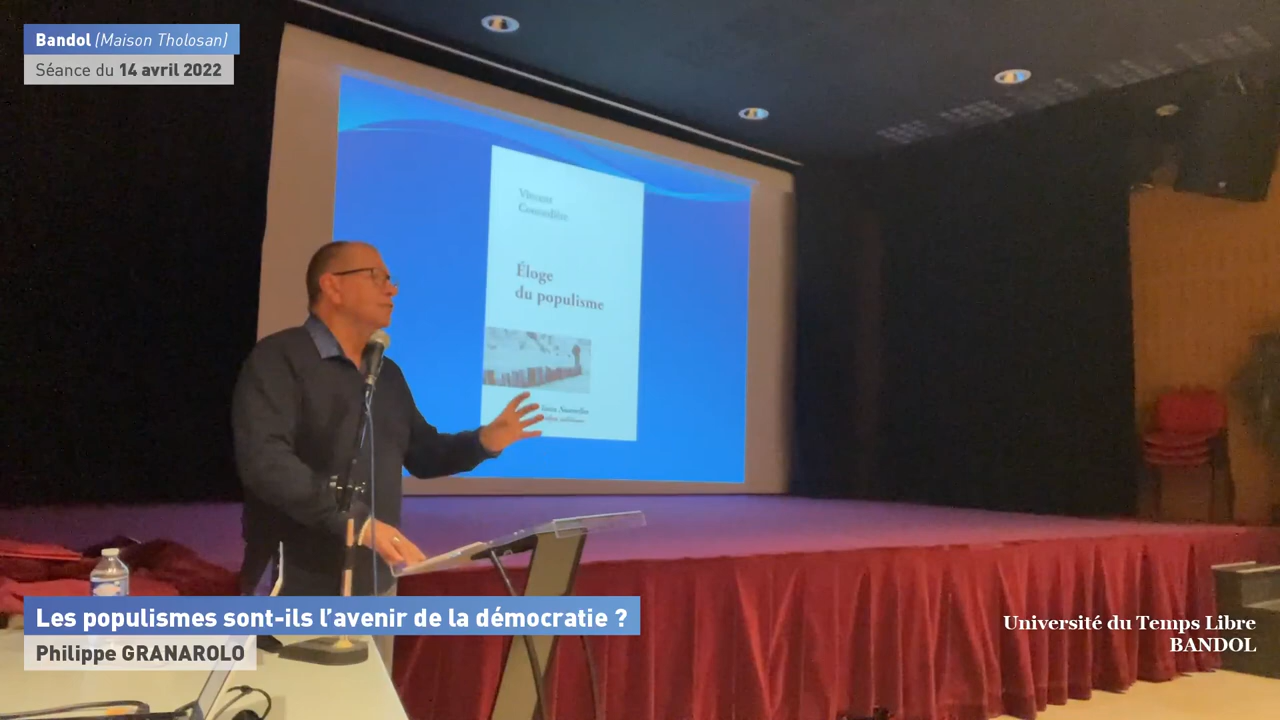 Bandol (Maison Tholosan)
Séance du 14 avril 2022
Vincent
Coussedière
Éloge
du populisme
Les populismes sont-ils l’avenir de la démocratie ?
Philippe GRANAROLO
Université du Temps Libre
BANDOL